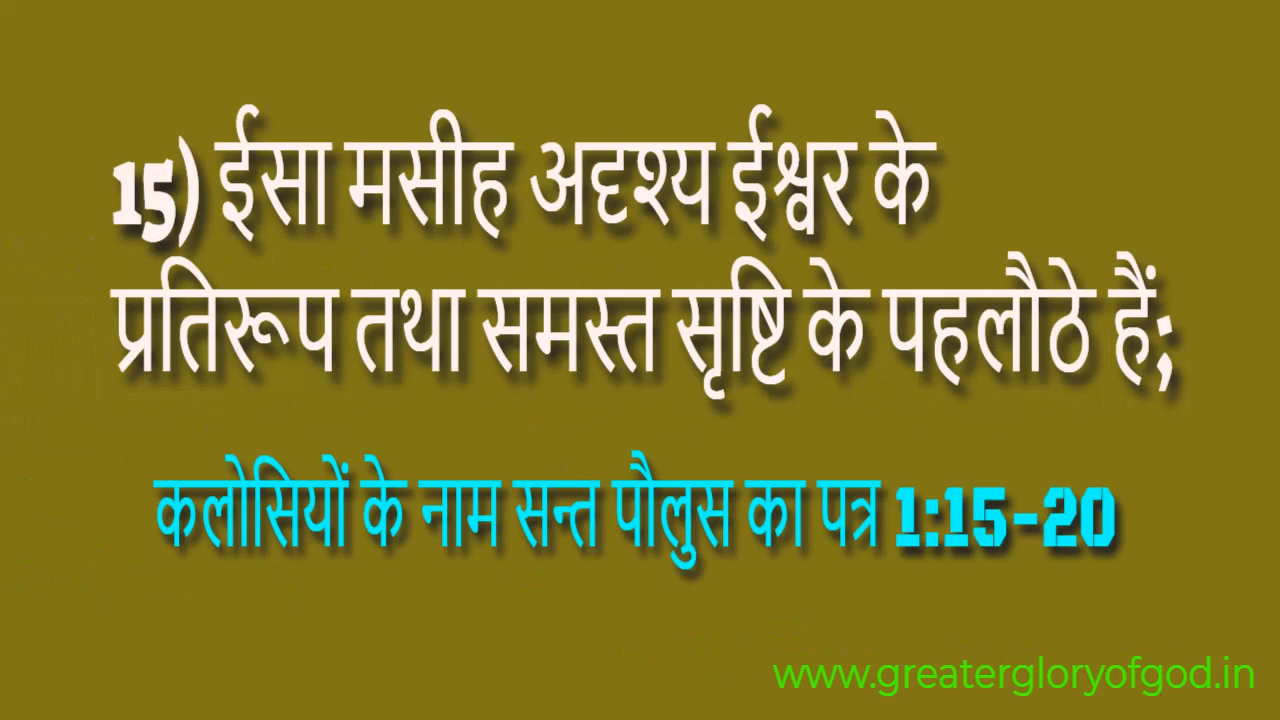 15) ईसा मसीह अदृश्य ईश्वर के
प्रतिरूप तथा समस्त सृष्टि के पहलौठे हैं;
कलोसियों के नाम सन्त पौलुस का पत्र 1:15-20
www.greatergloryofgod.in